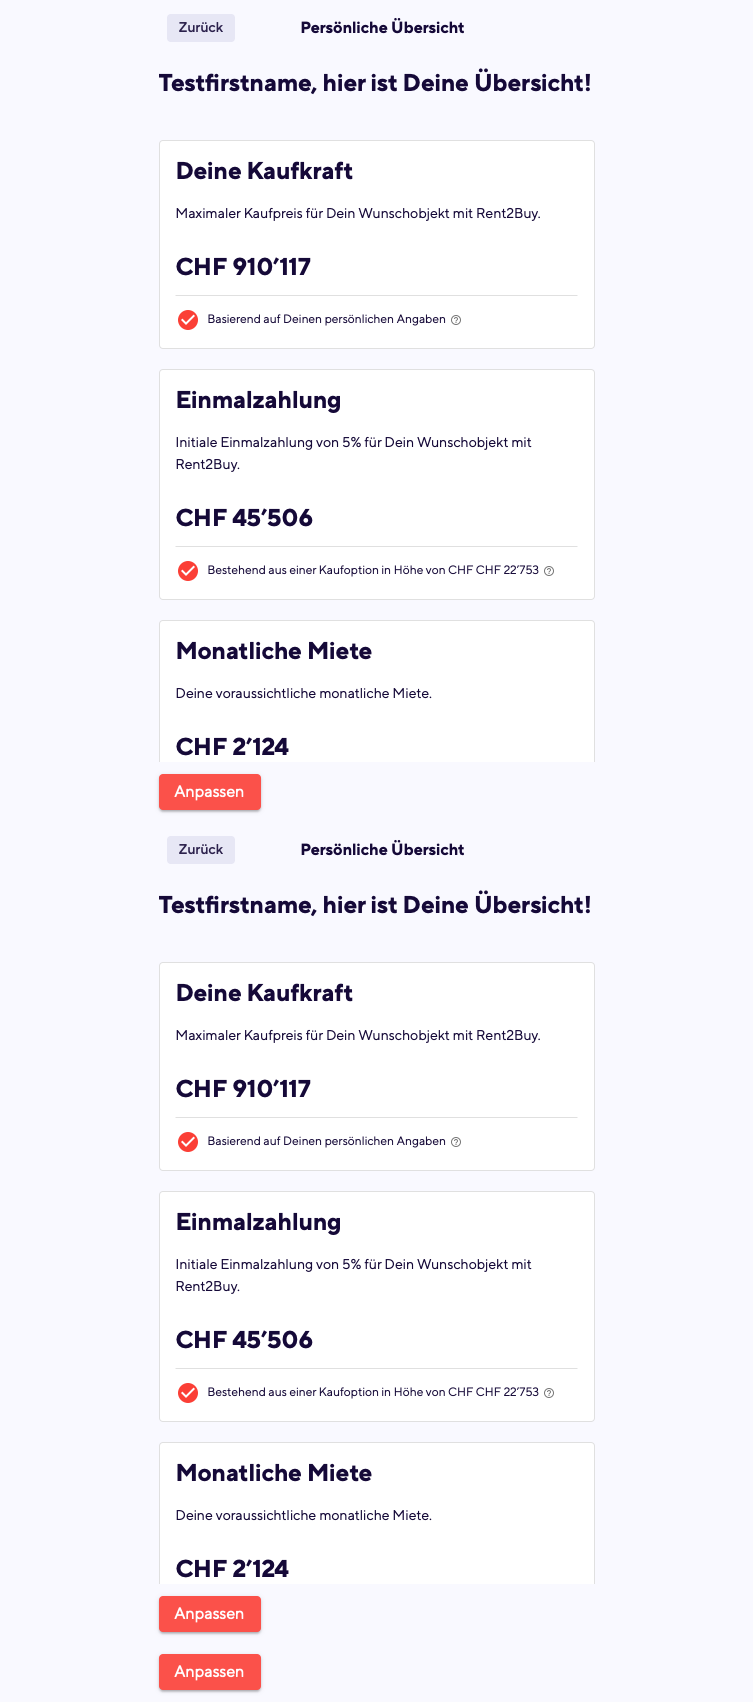 Zurück
Persönliche Übersicht
Testfirstname, hier ist Deine Übersicht!
Deine Kaufkraft
Maximaler Kaufpreis für Dein Wunschobjekt mit Rent2Buy.
CHF 910’117
Basierend auf Deinen persönlichen Angaben
Einmalzahlung
Initiale Einmalzahlung von 5% für Dein Wunschobjekt mit
Rent2Buy.
CHF 45’506
Bestehend aus einer Kaufoption in Höhe von CHF CHF 22’753
Monatliche Miete
Deine voraussichtliche monatliche Miete.
CHF 2’124
Anpassen
Zurück
Persönliche Übersicht
Testfirstname, hier ist Deine Übersicht!
Deine Kaufkraft
Maximaler Kaufpreis für Dein Wunschobjekt mit Rent2Buy.
CHF 910’117
Basierend auf Deinen persönlichen Angaben
Einmalzahlung
Initiale Einmalzahlung von 5% für Dein Wunschobjekt mit
Rent2Buy.
CHF 45’506
Bestehend aus einer Kaufoption in Höhe von CHF CHF 22’753
Monatliche Miete
Deine voraussichtliche monatliche Miete.
CHF 2’124
Anpassen
Anpassen